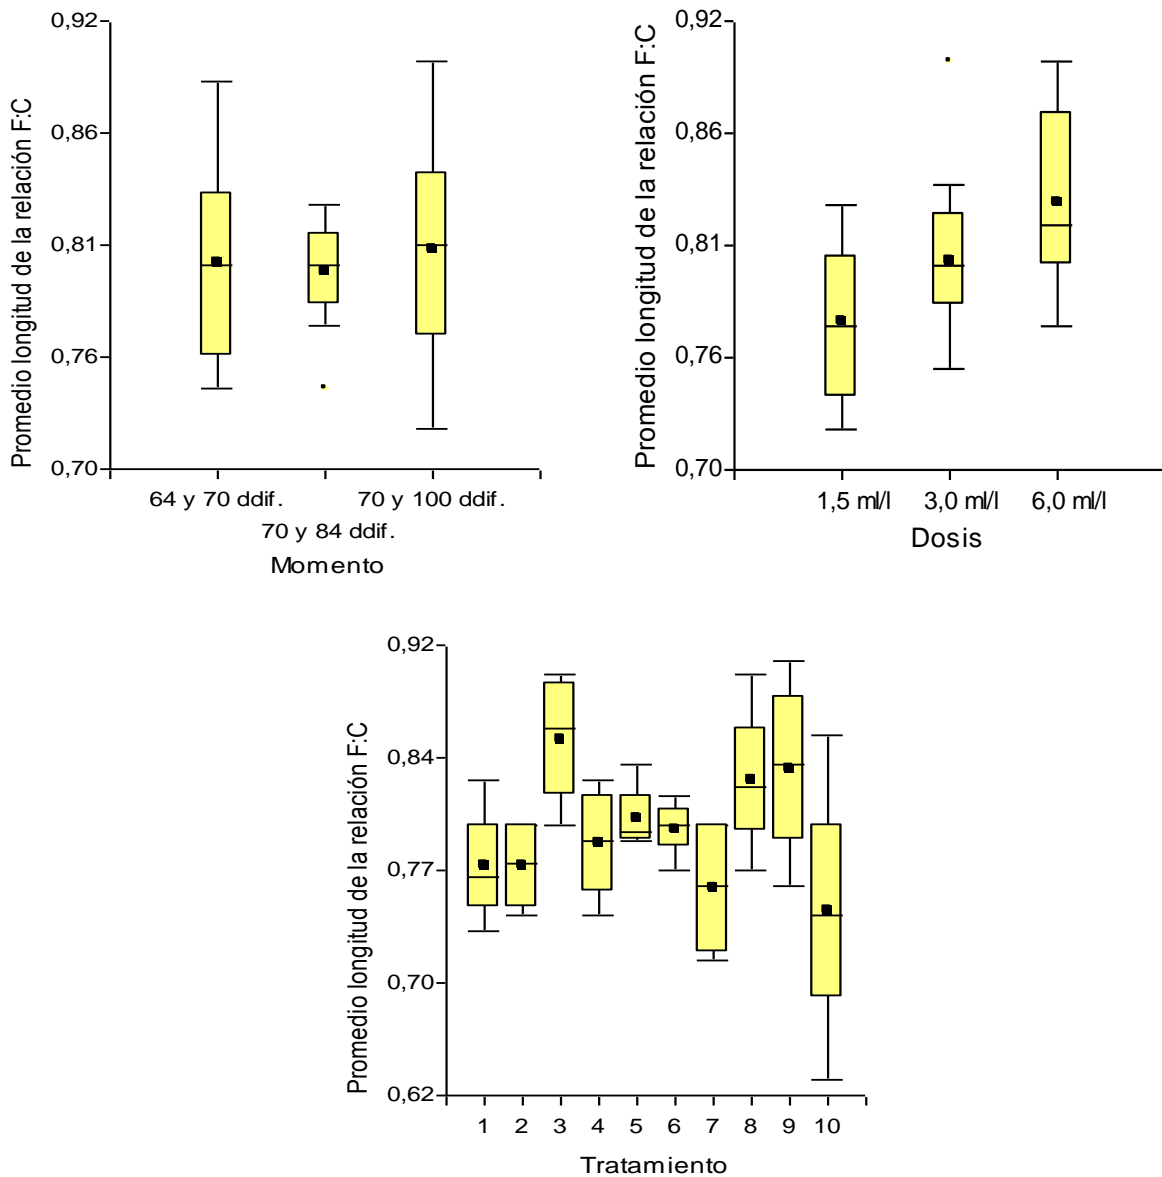 Promedio longitud de la relación F:C
0,92
0,86
0,81
0,76
0,70
64 y 70 ddif.
70 y 100 ddif.
70 y 84 ddif.
Momento
Promedio longitud de la relación F:C
0,92
0,86
0,81
0,76
0,70
1,5 ml/l
3,0 ml/l
6,0 ml/l
Dosis
Promedio longitud de la relación F:C
0,92
0,84
0,77
0,70
0,62
1 2 3 4 5 6 7 8 9 10
Tratamiento